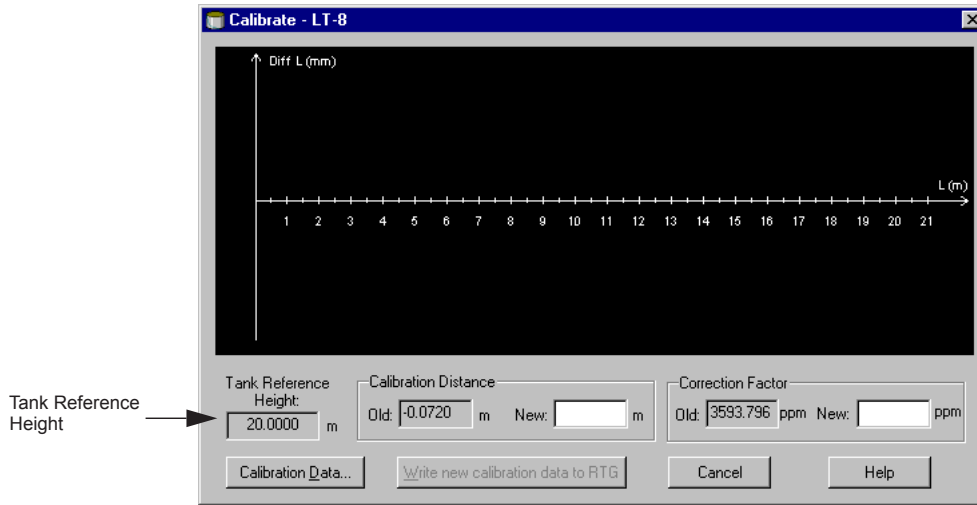 Calibrate - LT-8
Diff L (mm)
L (m)
1 2 3 4 5 6 7 8 9 10 11 12 13 14 15 16 17 18 19 20 21
Tank Reference
Height:
20.0000 m
Calibration Distance
Old: -0.0720 m New: m
Correction Factor
Old: 3593.796 ppm New: ppm
Tank Reference
Height
Calibration Data... Write new calibration data to RTG Cancel Help